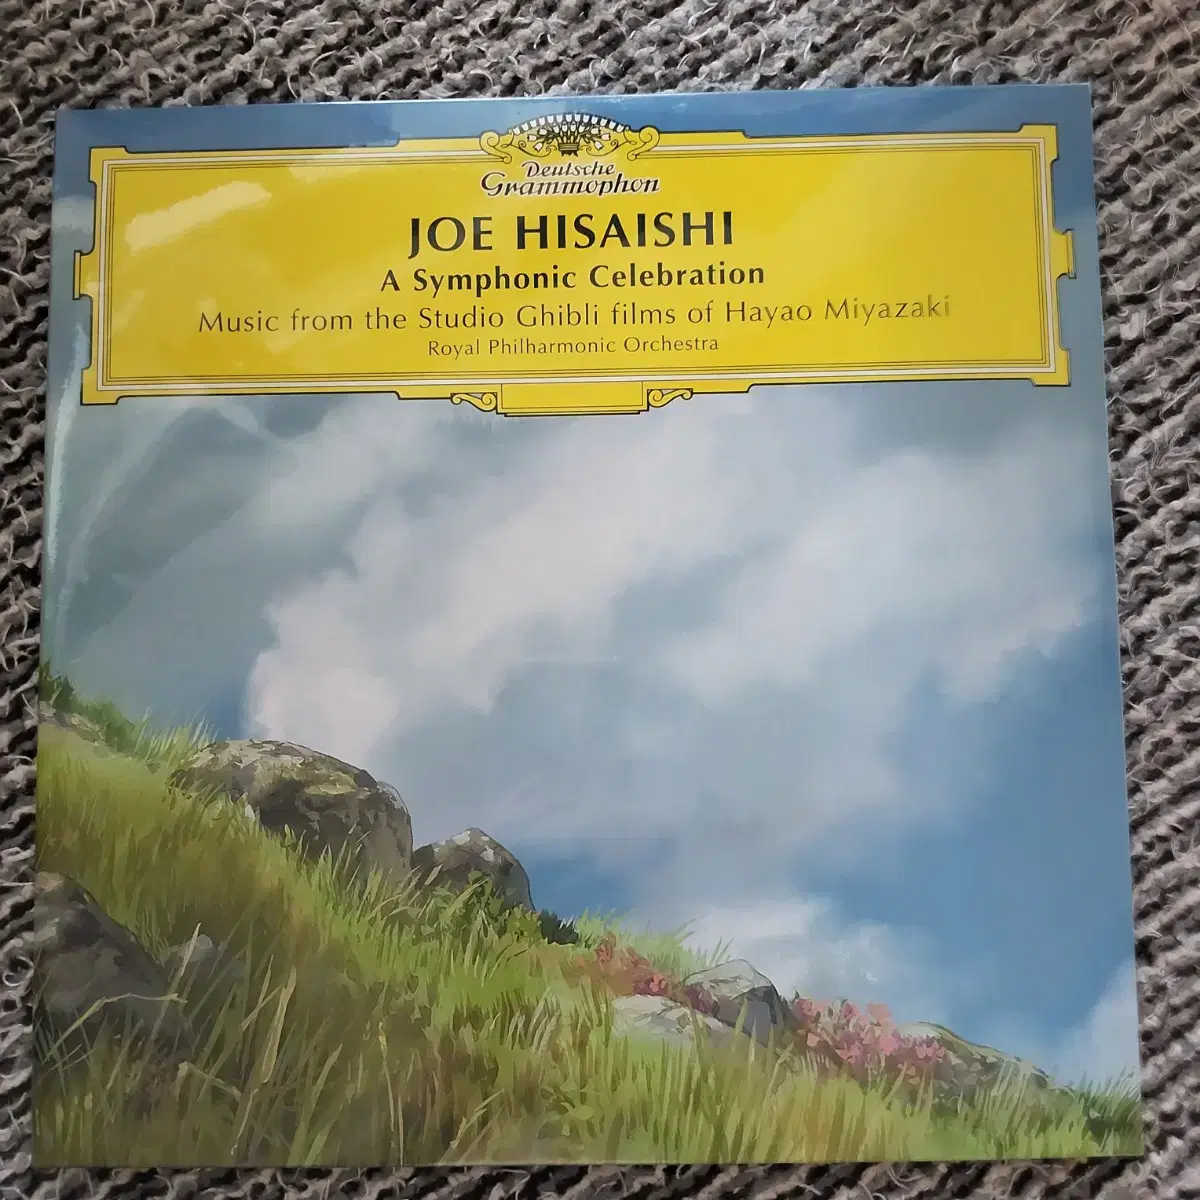 Deutsche
Grammophon
JOE HISAISHI
A Symphonic Celebration
Music from the Studio Ghibli films of Hayao Miyazaki
Royal Philharmonic Orchestra